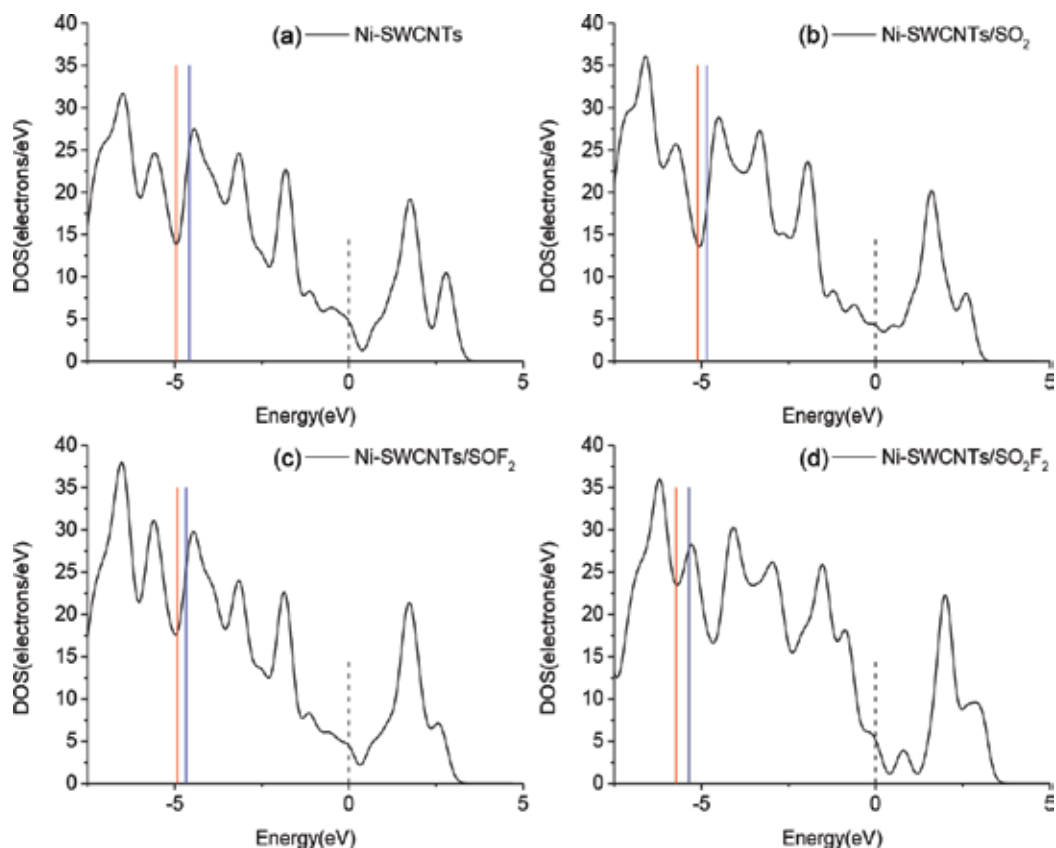 (a) Ni-SWCNTs
DOS(electrons/eV)
40
35
30
25
20
15
10
5
0
-5 0 5
Energy(eV)
(b) Ni-SWCNTs/SO₂
DOS(electrons/eV)
40
35
30
25
20
15
10
5
0
-5 0 5
Energy(eV)
(c) Ni-SWCNTs/SOF₂
DOS(electrons/eV)
40
35
30
25
20
15
10
5
0
-5 0 5
Energy(eV)
(d) Ni-SWCNTs/SO₂F₂
DOS(electrons/eV)
40
35
30
25
20
15
10
5
0
-5 0 5
Energy(eV)